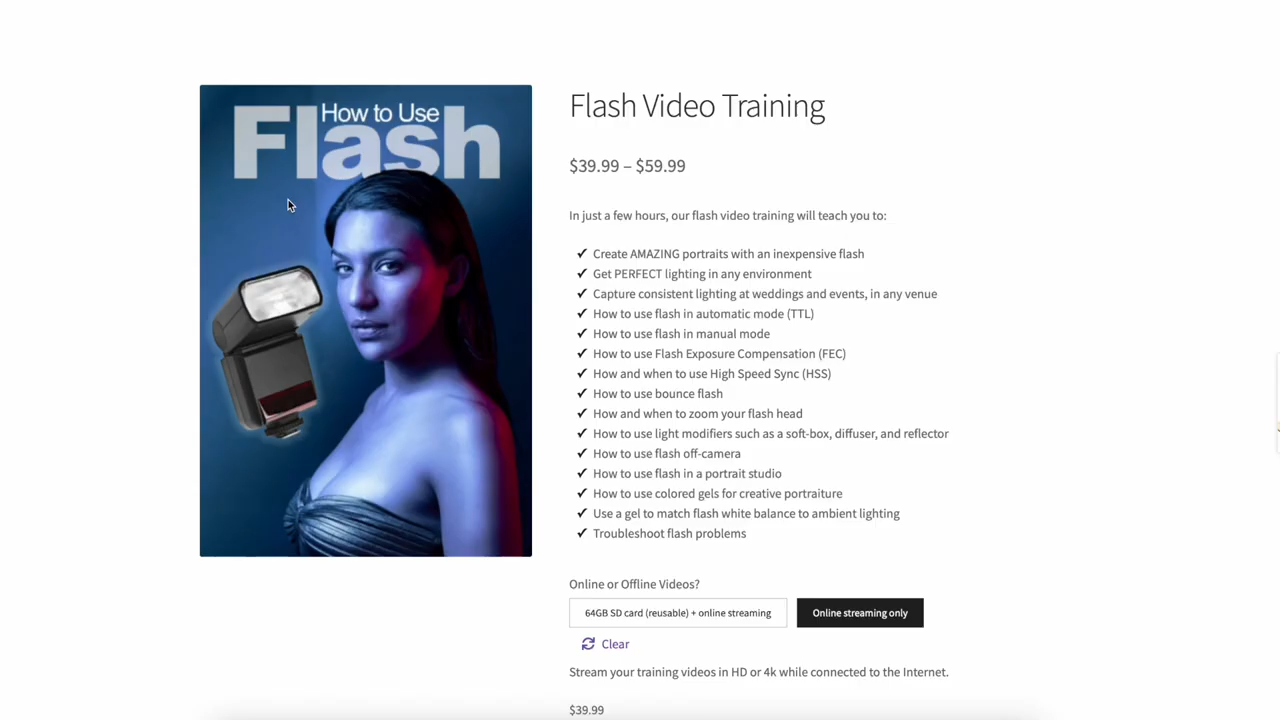 How to Use
Flash
Flash Video Training
$39.99 – $59.99
In just a few hours, our flash video training will teach you to:
✔ Create AMAZING portraits with an inexpensive flash
✔ Get PERFECT lighting in any environment
✔ Capture consistent lighting at weddings and events, in any venue
✔ How to use flash in automatic mode (TTL)
✔ How to use flash in manual mode
✔ How to use Flash Exposure Compensation (FEC)
✔ How and when to use High Speed Sync (HSS)
✔ How to use bounce flash
✔ How and when to zoom your flash head
✔ How to use light modifiers such as a soft-box, diffuser, and reflector
✔ How to use flash off-camera
✔ How to use flash in a portrait studio
✔ How to use colored gels for creative portraiture
✔ Use a gel to match flash white balance to ambient lighting
✔ Troubleshoot flash problems
Online or Offline Videos?
64GB SD card (reusable) + online streaming
Online streaming only
Clear
Stream your training videos in HD or 4k while connected to the Internet.
$39.99